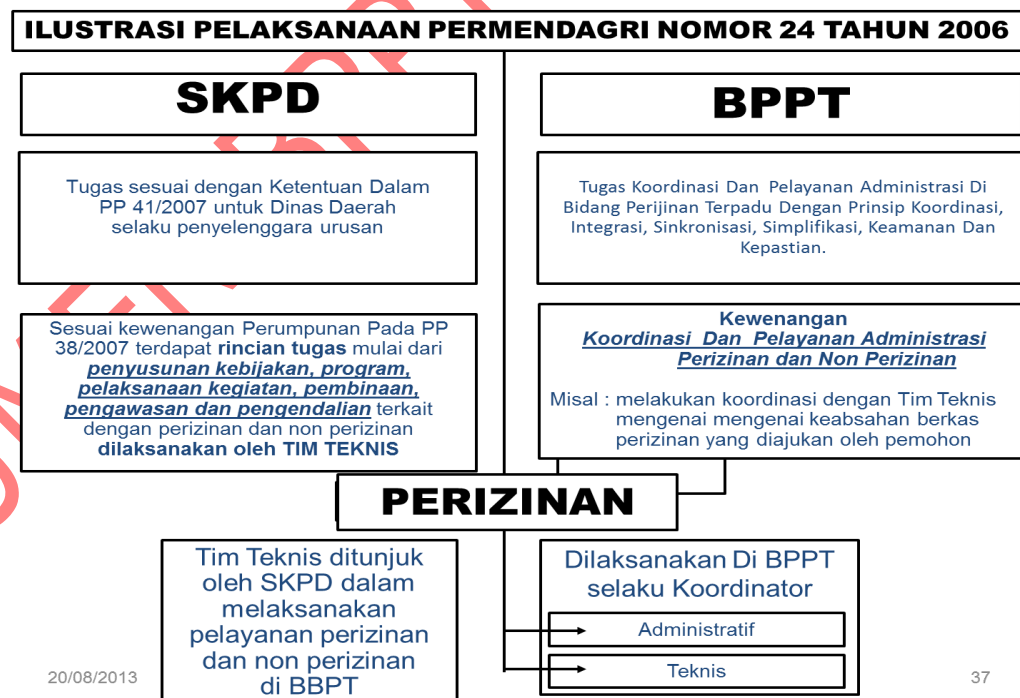 ILUSTRASI PELAKSANAAN PERMENDAGRI NOMOR 24 TAHUN 2006
SKPD
Tugas sesuai dengan Ketentuan Dalam
PP 41/2007 untuk Dinas Daerah
selaku penyelenggara urusan
Sesuai kewenangan Perumpunan Pada PP
38/2007 terdapat rincian tugas mulai dari
penyusunan kebijakan, program,
pelaksanaan kegiatan, pembinaan,
pengawasan dan pengendalian terkait
dengan perizinan dan non perizinan
dilaksanakan oleh TIM TEKNIS
BPPT
Tugas Koordinasi Dan Pelayanan Administrasi Di
Bidang Perijinan Terpadu Dengan Prinsip Koordinasi,
Integrasi, Sinkronisasi, Simplifikasi, Keamanan Dan
Kepastian.
Kewenangan
Koordinasi Dan Pelayanan Administrasi
Perizinan dan Non Perizinan
Misal : melakukan koordinasi dengan Tim Teknis
mengenai mengenai keabsahan berkas
perizinan yang diajukan oleh pemohon
PERIZINAN
Tim Teknis ditunjuk
oleh SKPD dalam
melaksanakan
pelayanan perizinan
dan non perizinan
di BBPT
Dilaksanakan Di BPPT
selaku Koordinator
Administratif
Teknis
20/08/2013
37